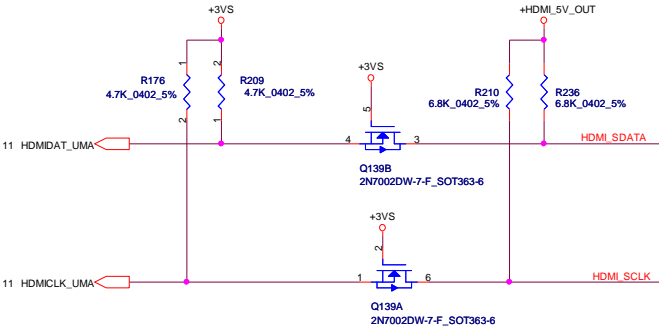 +3VS
+HDMI_5V_OUT
+3VS
1
2
R176
4.7K_0402_5%
R209
4.7K_0402_5%
R210
6.8K_0402_5%
R236
6.8K_0402_5%
2
1
5
11 HDMIDAT_UMA
4
3
HDMI_SDATA
Q139B
2N7002DW-7-F_SOT363-6
+3VS
2
11 HDMICLK_UMA
1
6
HDMI_SCLK
Q139A
2N7002DW-7-F_SOT363-6